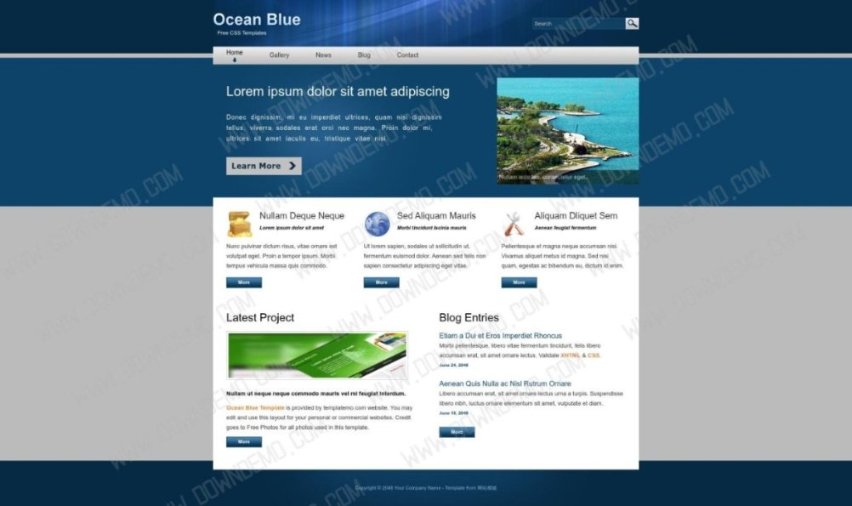 Ocean Blue
Free CSS Templates
Search
Home
Gallery
News
Blog
Contact
Lorem ipsum dolor sit amet adipiscing
Donec dignissim, mi eu imperdiet ultrices, quam nisi dignissim
tellus, viverra sodales erat orci nec magna. Proin dolor mi,
ultrices sit amet iaculis eu, tristique vitae nisi.
Learn More
Nullam ac consectetur eget.
Nullam Deque Neque
Lorem ipsum dolor sit amet
Nunc pulvinar dictum risus, vitae ornare est
volutpat eget. Proin a tempor ipsum. Morbi
tempus vehicula massa quis commodo.
More
Sed Aliquam Mauris
Morbi tincidunt lacinia mauris
Ut lorem sapien, sodales ut sollicitudin ut,
fermentum euismod dolor. Aenean sed felis non
sapien consectetur adipiscing eget vitae.
More
Aliquam Dliquet Sem
Aenean feugiat fermentum
Pellentesque et magna neque accumsan nisi.
Vivamus aliquet metus id magna. Sed nisi
quam, egestas ac bibendum eu, dictum id enim.
More
Latest Project
Nullam ut neque neque commodo mauris vel mi feugiat interdum.
Ocean Blue Template is provided by templatemo.com website. You may
edit and use this layout for your personal or commercial websites. Credit
goes to Free Photos for all photos used in this template.
More
Blog Entries
Etiam a Dui et Eros Imperdiet Rhoncus
Morbi pellentesque, libero vitae fermentum tincidunt, felis libero
accumsan erat, sit amet ornare lectus. Validate XHTML & CSS.
June 24, 2048
Aenean Quis Nulla ac Nisl Rutrum Ornare
Libero accumsan erat, sit amet ornare lectus urna a turpis. Suspendisse
libero nibh, luctus ornare elementum sit amet, vulputate et diam.
June 18, 2048
More
Copyright © 2048 Your Company Name - Template from
WWW.DOWNDEMO.COM